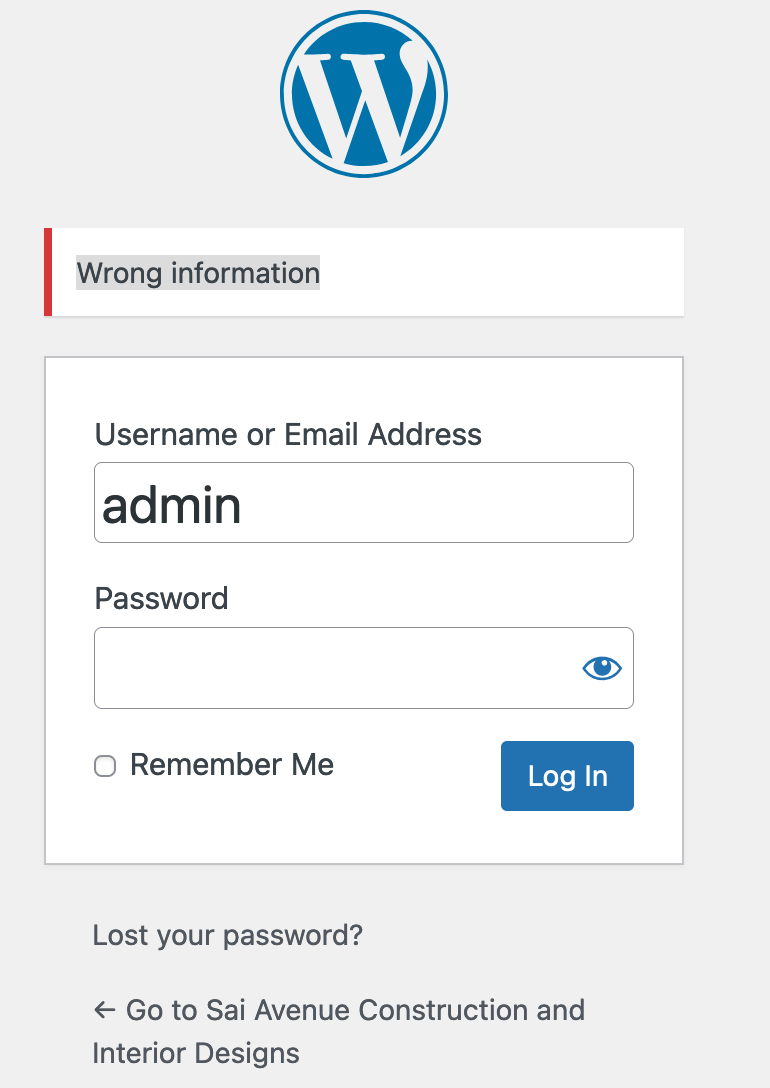 Wrong information
Username or Email Address
admin
Password
Remember Me
Log In
Lost your password?
← Go to Sai Avenue Construction and
Interior Designs